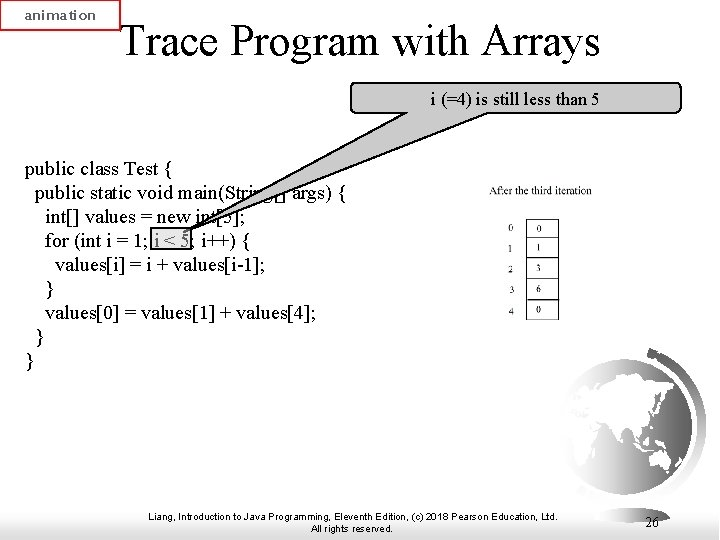 animation
Trace Program with Arrays
i (=4) is still less than 5
public class Test {
public static void main(String[] args) {
int[] values = new int[5];
for (int i = 1; i < 5; i++) {
values[i] = i + values[i-1];
}
values[0] = values[1] + values[4];
}
}
After the third iteration
0 0
1 1
2 3
3 6
4 0
Liang, Introduction to Java Programming, Eleventh Edition, (c) 2018 Pearson Education, Ltd.
All rights reserved.
26